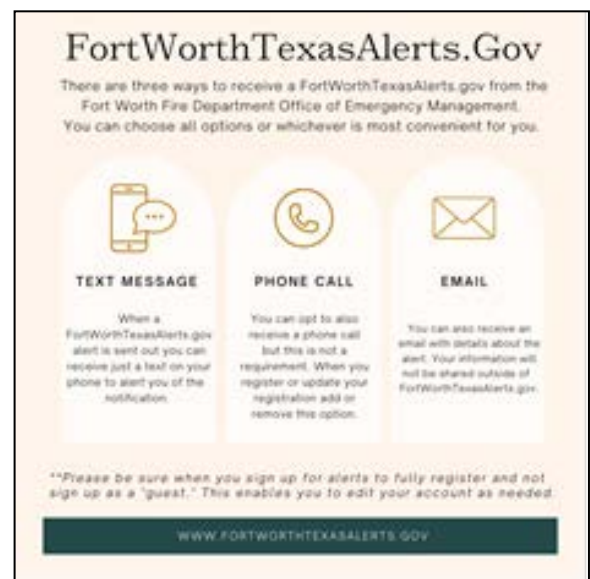 FortWorthTexasAlerts.Gov
There are three ways to receive a FortWorthTexasAlerts.gov from the
Fort Worth Fire Department Office of Emergency Management.
You can choose all options or whichever is most convenient for you.
TEXT MESSAGE
When a
FortWorthTexasAlerts.gov
alert is sent out you can
receive just a text on your
phone to alert you of the
notification.
PHONE CALL
You can opt to also
receive a phone call
but this is not a
requirement. When you
register or update your
registration add or
remove this option.
EMAIL
You can also receive an
email with details about the
alert. Your information will
not be shared outside of
FortWorthTexasAlerts.gov.
**Please be sure when you sign up for alerts to fully register and not
sign up as a "guest." This enables you to edit your account as needed.
WWW.FORTWORTHTEXASALERTS.GOV